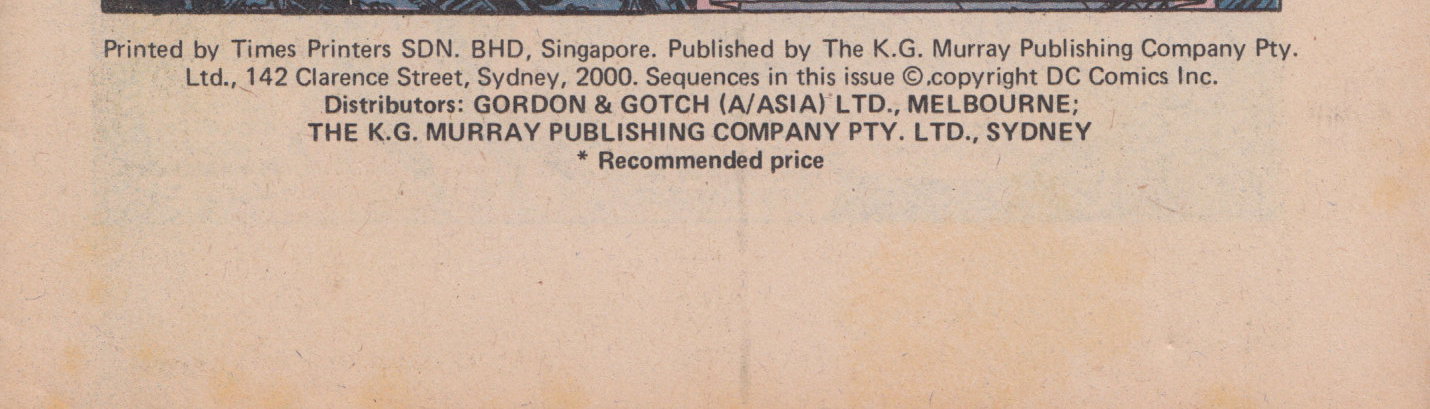 Printed by Times Printers SDN. BHD, Singapore. Published by The K.G. Murray Publishing Company Pty.
Ltd., 142 Clarence Street, Sydney, 2000. Sequences in this issue ©.copyright DC Comics Inc.
Distributors: GORDON & GOTCH (A/ASIA) LTD., MELBOURNE;
THE K.G. MURRAY PUBLISHING COMPANY PTY. LTD., SYDNEY
* Recommended price